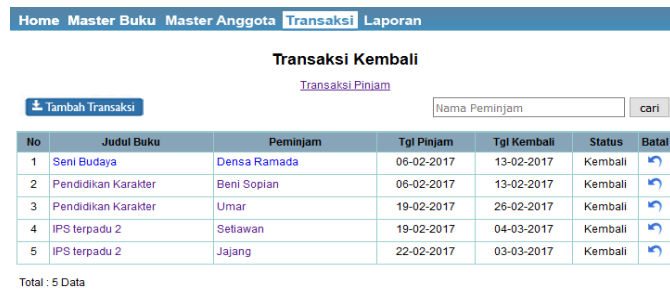 Home Master Buku Master Anggota Transaksi Laporan
Transaksi Kembali
Transaksi Pinjam
Tambah Transaksi Nama Peminjam cari
No Judul Buku Peminjam Tgl Pinjam Tgl Kembali Status Batal
1 Seni Budaya Densa Ramada 06-02-2017 13-02-2017 Kembali
2 Pendidikan Karakter Beni Sopian 06-02-2017 13-02-2017 Kembali
3 Pendidikan Karakter Umar 19-02-2017 26-02-2017 Kembali
4 IPS terpadu 2 Setiawan 19-02-2017 04-03-2017 Kembali
5 IPS terpadu 2 Jajang 22-02-2017 03-03-2017 Kembali
Total : 5 Data